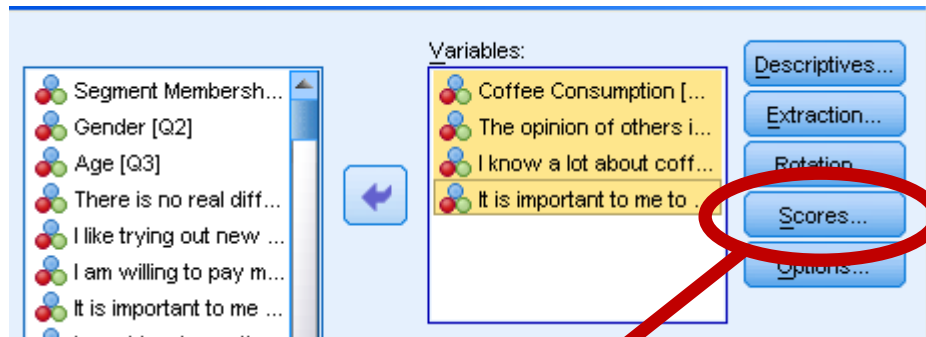 Variables:
Segment Membersh...
Gender [Q2]
Age [Q3]
There is no real diff...
I like trying out new ...
I am willing to pay m...
It is important to me ...
Coffee Consumption [...
The opinion of others i...
I know a lot about coff...
It is important to me to ...
Descriptives...
Extraction...
Rotation...
Scores...
Options...